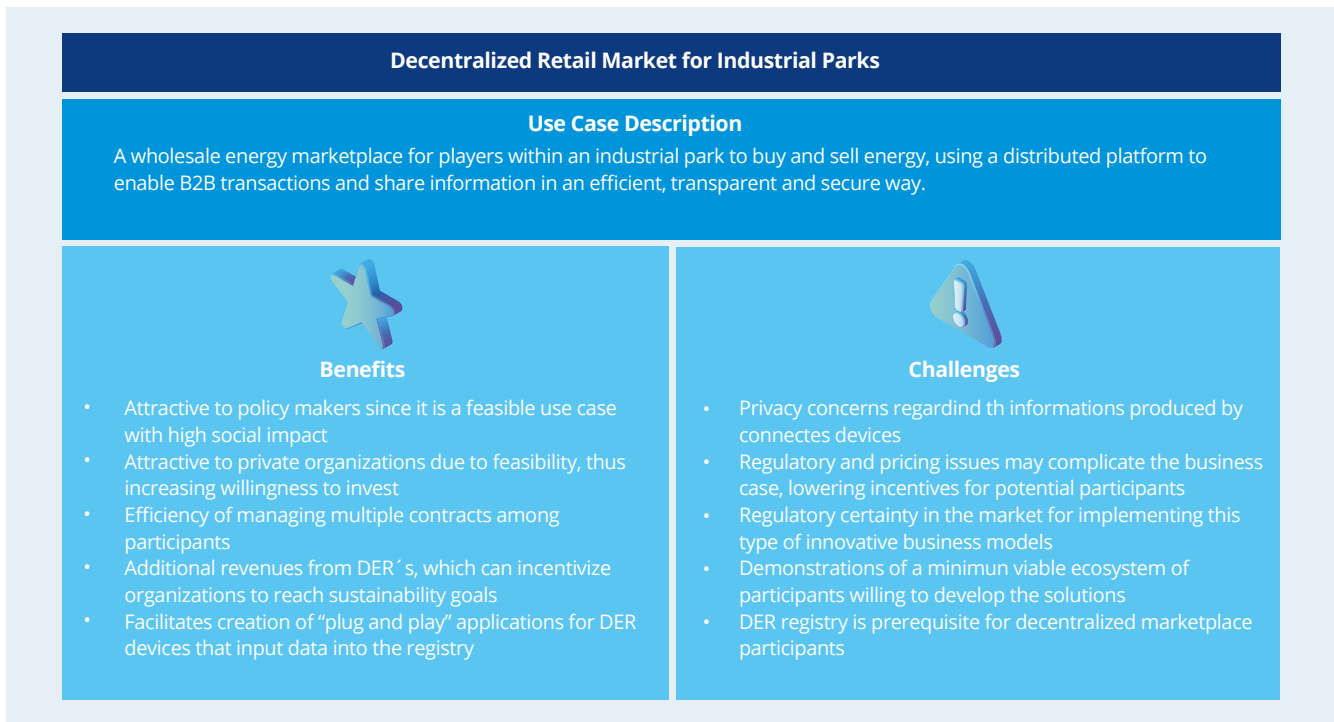 Decentralized Retail Market for Industrial Parks
Use Case Description
A wholesale energy marketplace for players within an industrial park to buy and sell energy, using a distributed platform to
enable B2B transactions and share information in an efficient, transparent and secure way.
Benefits
• Attractive to policy makers since it is a feasible use case
with high social impact
• Attractive to private organizations due to feasibility, thus
increasing willingness to invest
• Efficiency of managing multiple contracts among
participants
• Additional revenues from DER´s, which can incentivize
organizations to reach sustainability goals
• Facilitates creation of “plug and play” applications for DER
devices that input data into the registry
Challenges
• Privacy concerns regardind th informations produced by
connectes devices
• Regulatory and pricing issues may complicate the business
case, lowering incentives for potential participants
• Regulatory certainty in the market for implementing this
type of innovative business models
• Demonstrations of a minimun viable ecosystem of
participants willing to develop the solutions
• DER registry is prerequisite for decentralized marketplace
participants